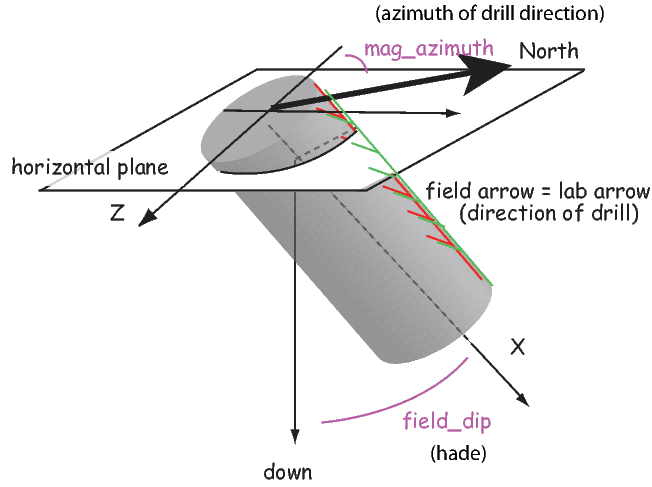 (azimuth of drill direction)
mag_azimuth
North
horizontal plane
field arrow = lab arrow
(direction of drill)
Z
X
field_dip
(hade)
down